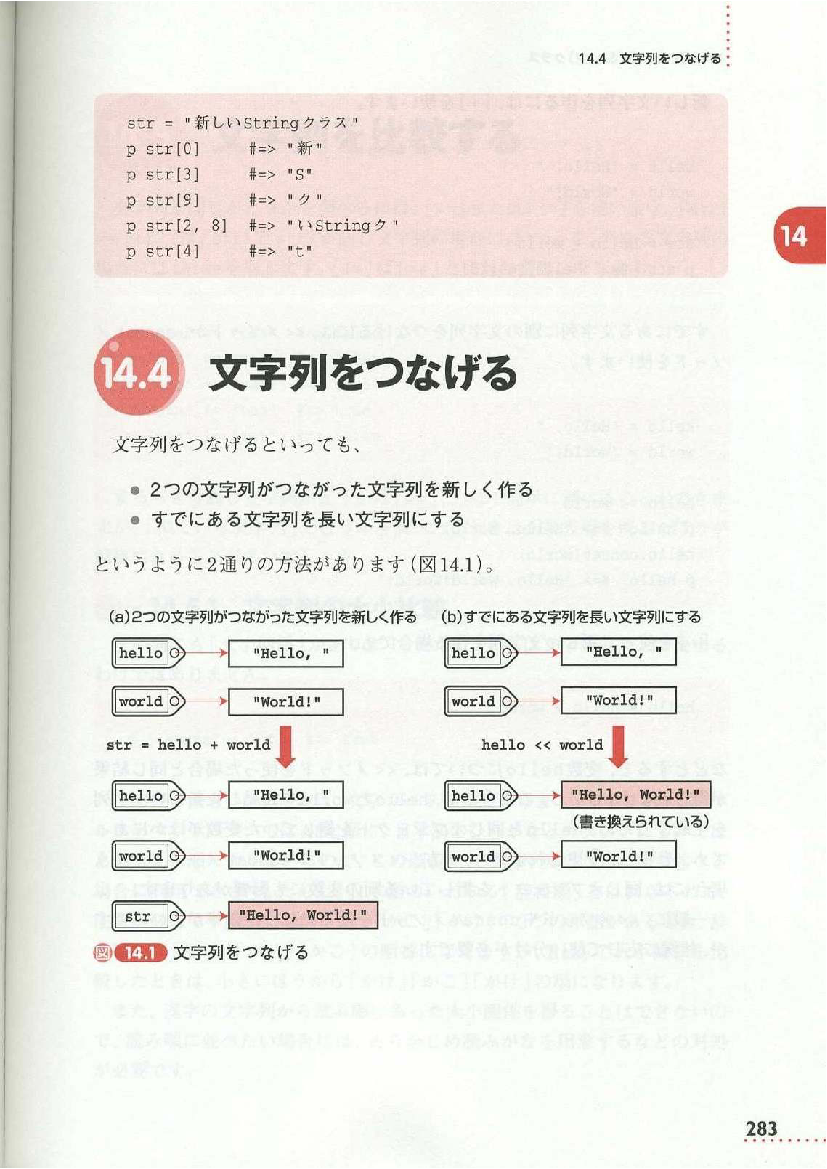 14.4 文字列をつなげる
str = "新しいStringクラス"
p str[0] #=> "新"
p str[3] #=> "S"
p str[9] #=> "ク"
p str[2, 8] #=> "いStringク"
p str[4] #=> "t"
14
14.4 文字列をつなげる
文字列をつなげるといっても、
● 2つの文字列がつながった文字列を新しく作る
● すでにある文字列を長い文字列にする
というように2通りの方法があります(図14.1)。
(a)2つの文字列がつながった文字列を新しく作る
hello "Hello, "
world "World!"
str = hello + world
hello "Hello, "
world "World!"
str "Hello, World!"
(b)すでにある文字列を長い文字列にする
hello "Hello, "
world "World!"
hello << world
hello "Hello, World!"
(書き換えられている)
world "World!"
図14.1 文字列をつなげる
283